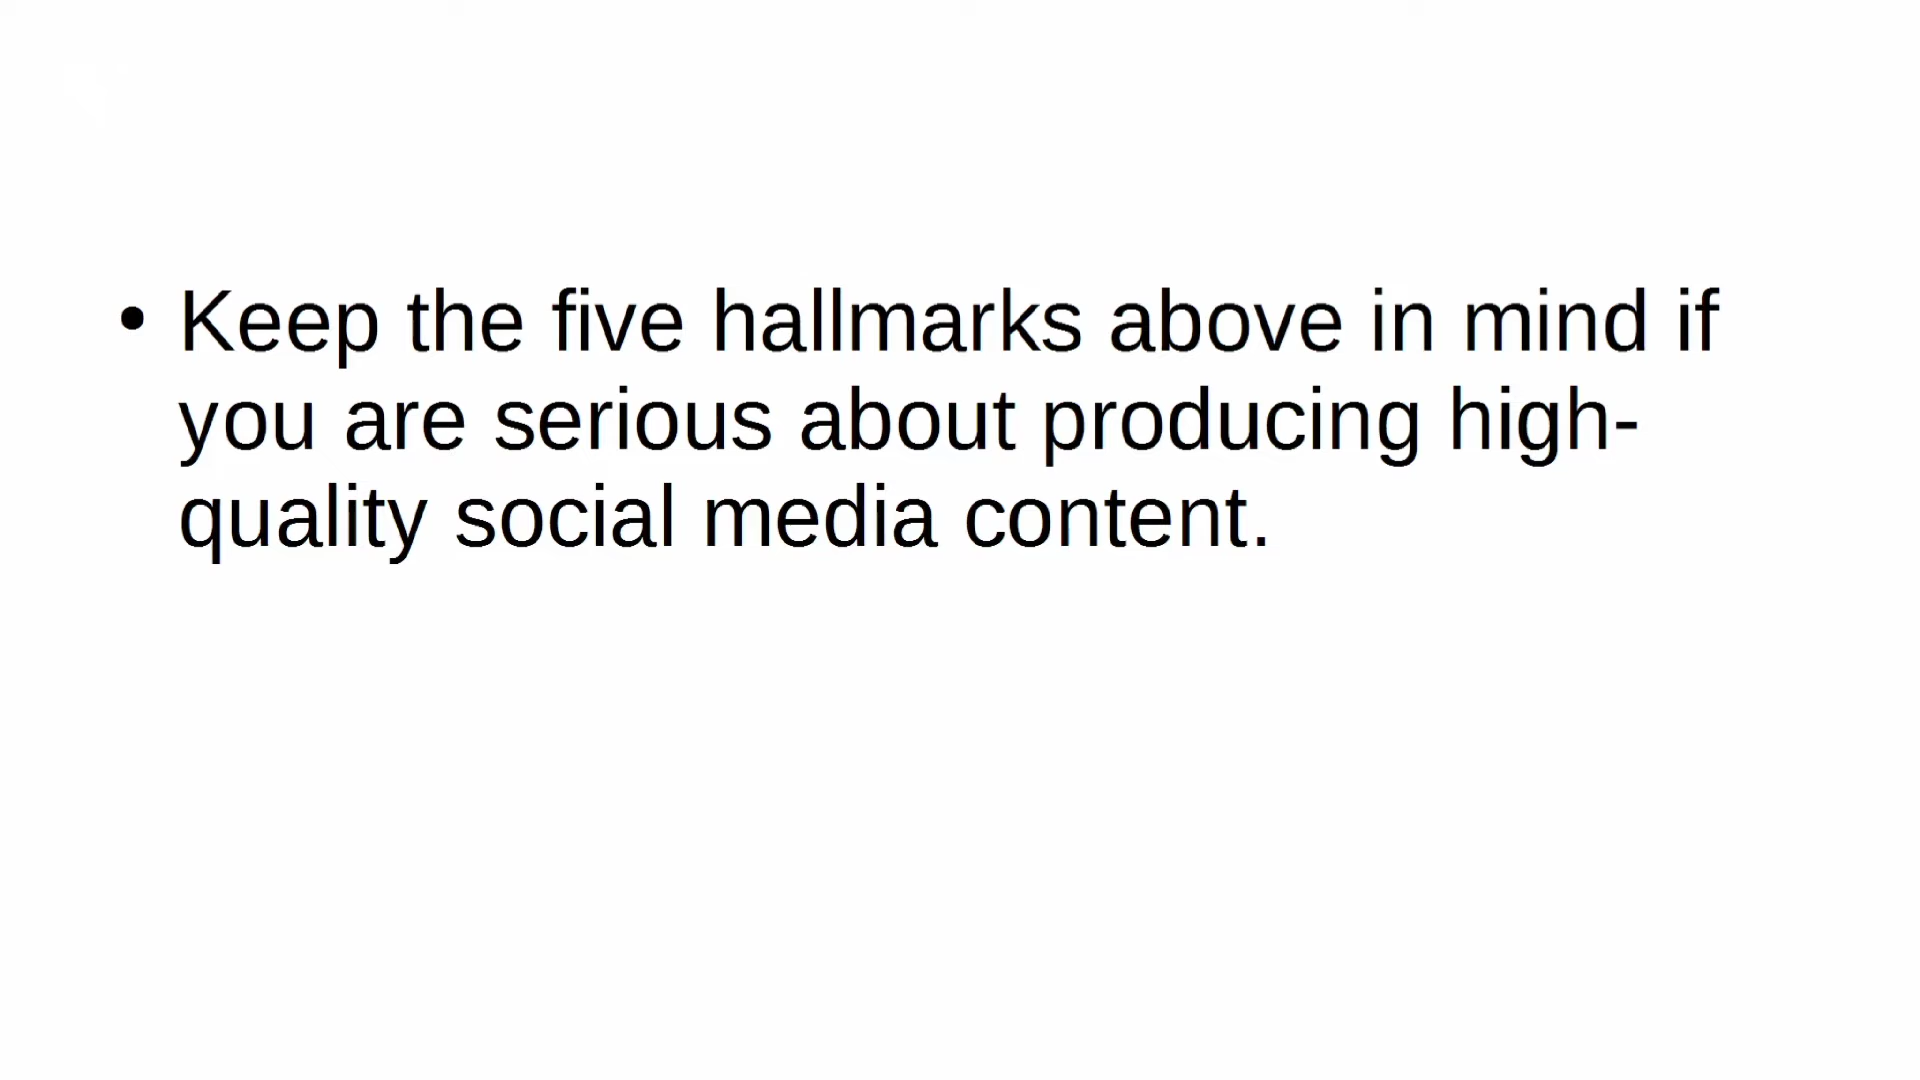 • Keep the five hallmarks above in mind if
you are serious about producing high-
quality social media content.